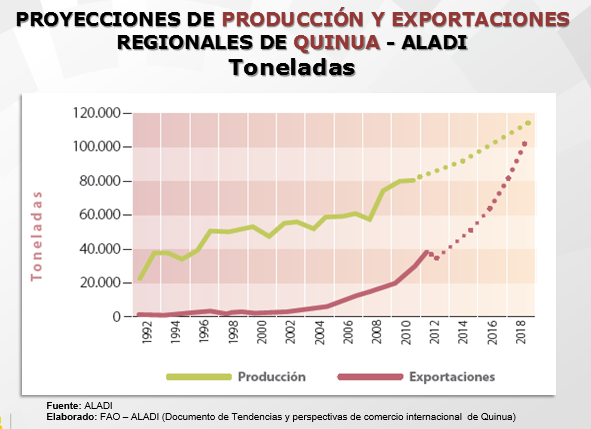 PROYECCIONES DE PRODUCCIÓN Y EXPORTACIONES
REGIONALES DE QUINUA - ALADI
Toneladas
120.000
100.000
80.000
60.000
40.000
20.000
0
Toneladas
1992
1994
1996
1998
2000
2002
2004
2006
2008
2010
2012
2014
2016
2018
Producción
Exportaciones
Fuente: ALADI
Elaborado: FAO – ALADI (Documento de Tendencias y perspectivas de comercio internacional de Quinua)